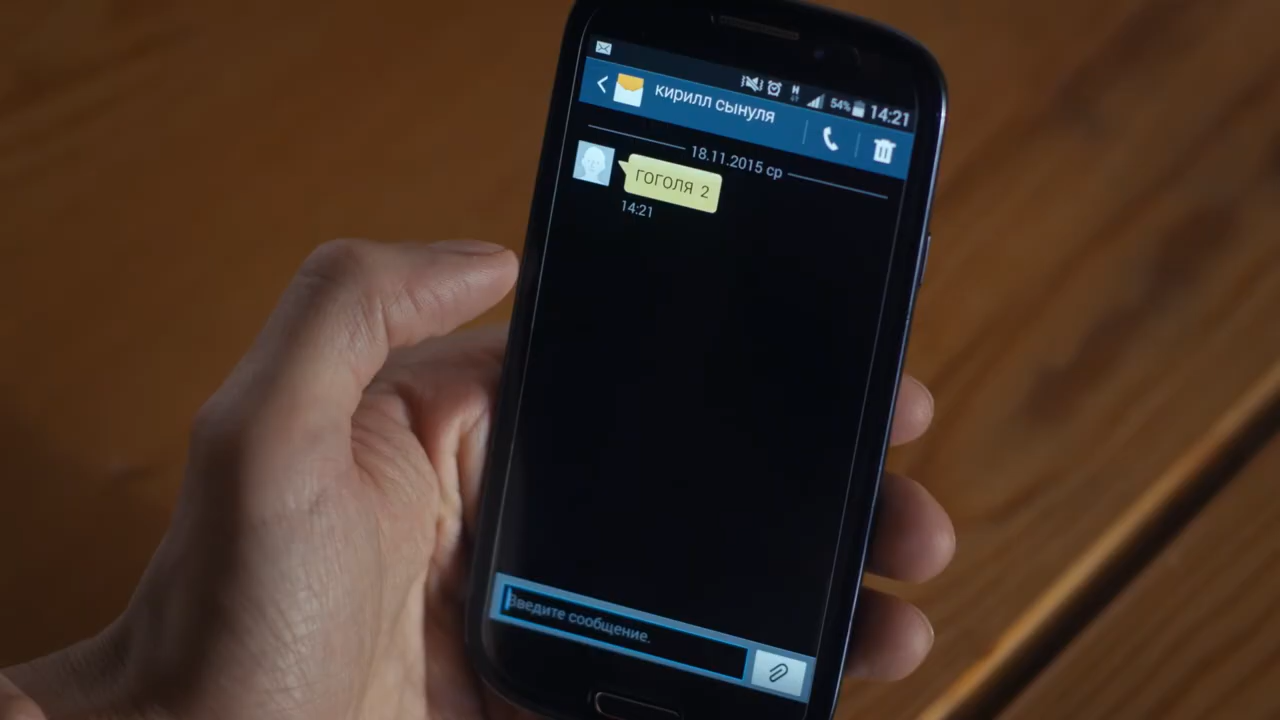 54% 14:21
кирилл сынуля
18.11.2015 ср
ГОГОЛЯ 2
14:21
Введите сообщение.